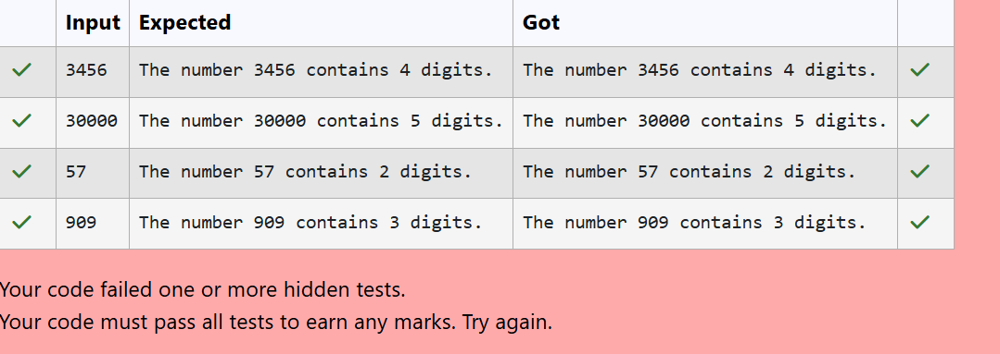 Input Expected Got
3456 The number 3456 contains 4 digits. The number 3456 contains 4 digits.
30000 The number 30000 contains 5 digits. The number 30000 contains 5 digits.
57 The number 57 contains 2 digits. The number 57 contains 2 digits.
909 The number 909 contains 3 digits. The number 909 contains 3 digits.
Your code failed one or more hidden tests.
Your code must pass all tests to earn any marks. Try again.